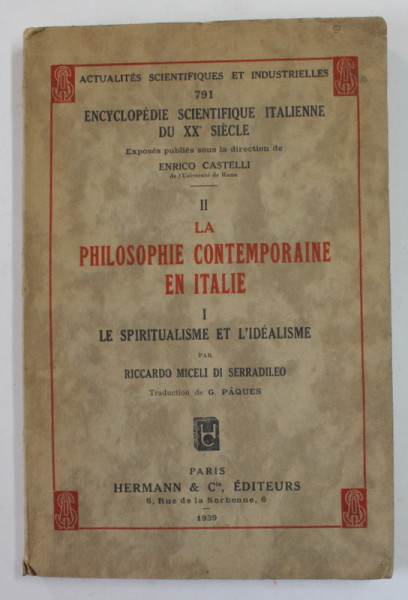 ACTUALITÉS SCIENTIFIQUES ET INDUSTRIELLES
791
ENCYCLOPÉDIE SCIENTIFIQUE ITALIENNE
DU XXᵉ SIÈCLE
Exposés publiés sous la direction de
ENRICO CASTELLI
de l'Université de Rome
II
LA
PHILOSOPHIE CONTEMPORAINE
EN ITALIE
I
LE SPIRITUALISME ET L'IDÉALISME
PAR
RICCARDO MICELI DI SERRADILEO
Traduction de G. PÂQUES
PARIS
HERMANN & Cⁱᵉ, ÉDITEURS
6, Rue de la Sorbonne, 6
1939